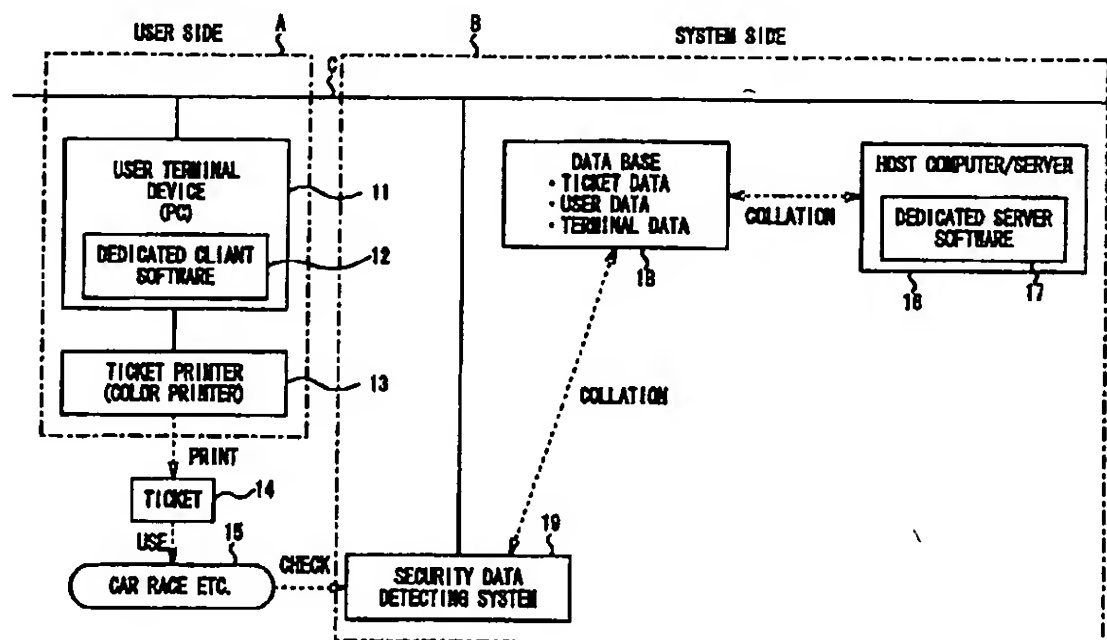 USER SIDE
A
B
SYSTEM SIDE
C
USER TERMINAL
DEVICE
(PC)
11
DEDICATED CLIANT
SOFTWARE
12
DATA BASE
• TICKET DATA
• USER DATA
• TERMINAL DATA
18
COLLATION
HOST COMPUTER/SERVER
DEDICATED SERVER
SOFTWARE
16
17
TICKET PRINTER
(COLOR PRINTER)
13
COLLATION
PRINT
TICKET
14
USE
15
CAR RACE ETC.
CHECK
19
SECURITY DATA
DETECTING SYSTEM